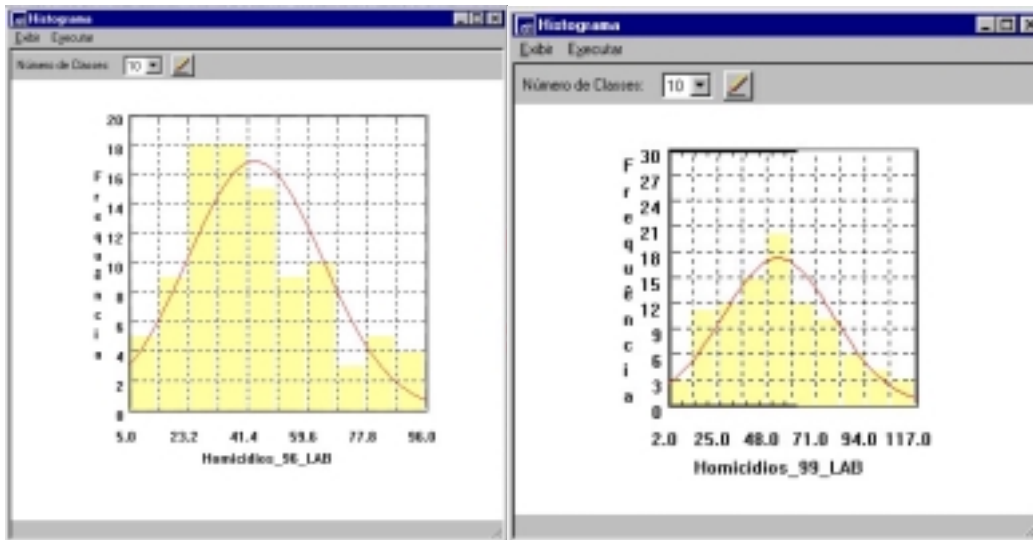 Histograma
Exibir Executar
Número de Classes: 10
20
18
16
14
12
10
8
6
4
2
0
Frequência
5.0 23.2 41.4 59.6 77.8 96.0
Homicidios_96_LAB
Histograma
Exibir Executar
Número de Classes: 10
30
27
24
21
18
15
12
9
6
3
0
Frequência
2.0 25.0 48.0 71.0 94.0 117.0
Homicidios_99_LAB